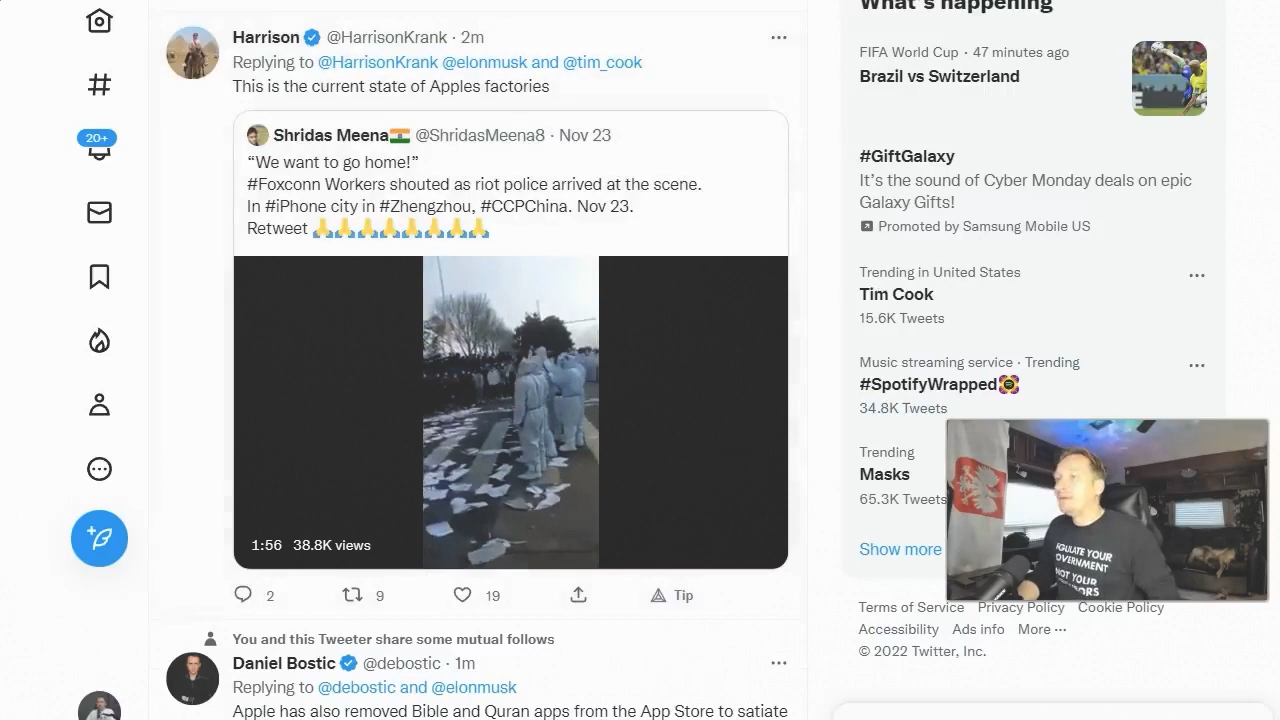 What's happening
Harrison @HarrisonKrank · 2m
Replying to @HarrisonKrank @elonmusk and @tim_cook
This is the current state of Apples factories
Shridas Meena🇮🇳 @ShridasMeena8 · Nov 23
“We want to go home!”
#Foxconn Workers shouted as riot police arrived at the scene.
In #iPhone city in #Zhengzhou, #CCPChina. Nov 23.
Retweet 🙏🙏🙏🙏🙏🙏🙏🙏
1:56 38.8K views
2 9 19 Tip
You and this Tweeter share some mutual follows
Daniel Bostic @debostic · 1m
Replying to @debostic and @elonmusk
Apple has also removed Bible and Quran apps from the App Store to satiate
20+
FIFA World Cup · 47 minutes ago
Brazil vs Switzerland
#GiftGalaxy
It's the sound of Cyber Monday deals on epic
Galaxy Gifts!
Promoted by Samsung Mobile US
Trending in United States
Tim Cook
15.6K Tweets
Music streaming service · Trending
#SpotifyWrapped
34.8K Tweets
Trending
Masks
65.3K Tweets
Show more
YOUR
NOT YOUR
Terms of Service Privacy Policy Cookie Policy
Accessibility Ads info More ···
© 2022 Twitter, Inc.